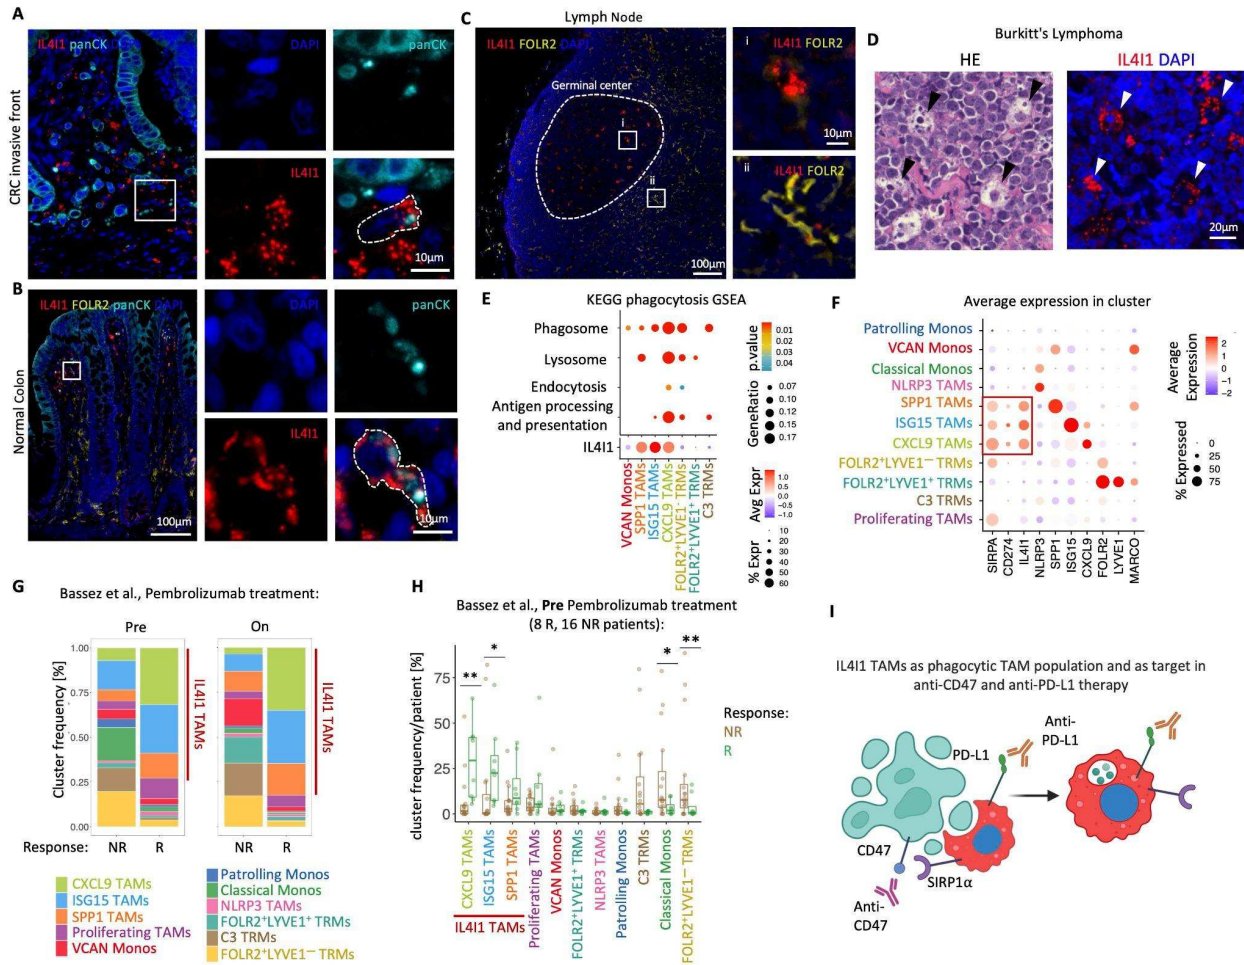 A
CRC invasive front
IL4I1 panCK DAPI
DAPI
panCK
IL4I1
10μm
B
Normal Colon
IL4I1 FOLR2 panCK DAPI
100μm
DAPI
panCK
IL4I1
10μm
C
Lymph Node
IL4I1 FOLR2 DAPI
Germinal center
i
ii
100μm
i
IL4I1 FOLR2
10μm
ii
IL4I1 FOLR2
D
Burkitt's Lymphoma
HE
IL4I1 DAPI
20μm
E
KEGG phagocytosis GSEA
Phagosome
Lysosome
Endocytosis
Antigen processing
and presentation
IL4I1
VCAN Monos
SPP1 TAMs
ISG15 TAMs
CXCL9 TAMs
FOLR2⁺LYVE1⁻ TRMs
FOLR2⁺LYVE1⁺ TRMs
C3 TRMs
p.value
0.01
0.02
0.03
0.04
GeneRatio
0.07
0.10
0.12
0.15
0.17
Avg Expr
1.0
0.5
0.0
-0.5
-1.0
% Expr
10
20
30
40
50
60
F
Average expression in cluster
Patrolling Monos
VCAN Monos
Classical Monos
NLRP3 TAMs
SPP1 TAMs
ISG15 TAMs
CXCL9 TAMs
FOLR2⁺LYVE1⁻ TRMs
FOLR2⁺LYVE1⁺ TRMs
C3 TRMs
Proliferating TAMs
SIRPA
CD274
IL4I1
NLRP3
SPP1
ISG15
CXCL9
FOLR2
LYVE1
MARCO
Average
Expression
2
1
0
-1
-2
% Expressed
0
25
50
75
G
Bassez et al., Pembrolizumab treatment:
Pre
On
Cluster frequency [%]
1.00
0.75
0.50
0.25
0.00
IL4I1 TAMs
IL4I1 TAMs
Response:
NR
R
NR
R
CXCL9 TAMs
ISG15 TAMs
SPP1 TAMs
Proliferating TAMs
VCAN Monos
Patrolling Monos
Classical Monos
NLRP3 TAMs
FOLR2⁺LYVE1⁺ TRMs
C3 TRMs
FOLR2⁺LYVE1⁻ TRMs
H
Bassez et al., Pre Pembrolizumab treatment
(8 R, 16 NR patients):
cluster frequency/patient [%]
75
50
25
0
**
*
*
**
CXCL9 TAMs
ISG15 TAMs
SPP1 TAMs
Proliferating TAMs
VCAN Monos
FOLR2⁺LYVE1⁺ TRMs
NLRP3 TAMs
Patrolling Monos
C3 TRMs
Classical Monos
FOLR2⁺LYVE1⁻ TRMs
IL4I1 TAMs
Response:
NR
R
I
IL4I1 TAMs as phagocytic TAM population and as target in
anti-CD47 and anti-PD-L1 therapy
PD-L1
Anti-
PD-L1
CD47
SIRP1α
Anti-
CD47